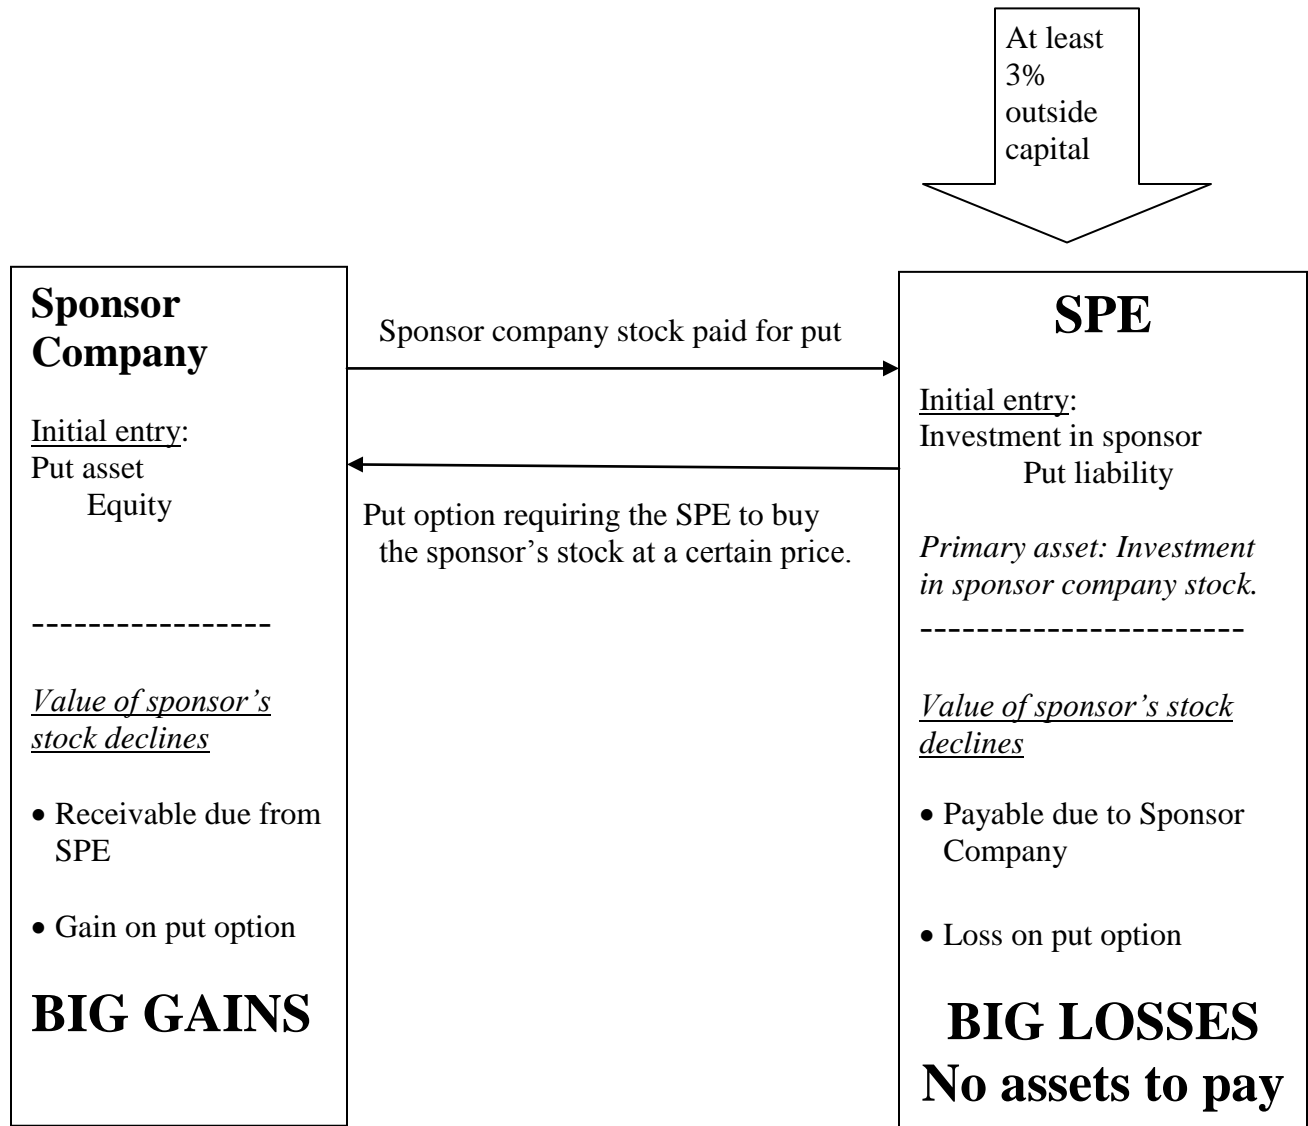 At least
3%
outside
capital
Sponsor
Company
Initial entry:
Put asset
Equity
-----------------
Value of sponsor’s
stock declines
• Receivable due from
SPE
• Gain on put option
BIG GAINS
Sponsor company stock paid for put
Put option requiring the SPE to buy
the sponsor’s stock at a certain price.
SPE
Initial entry:
Investment in sponsor
Put liability
Primary asset: Investment
in sponsor company stock.
-----------------------
Value of sponsor’s stock
declines
• Payable due to Sponsor
Company
• Loss on put option
BIG LOSSES
No assets to pay